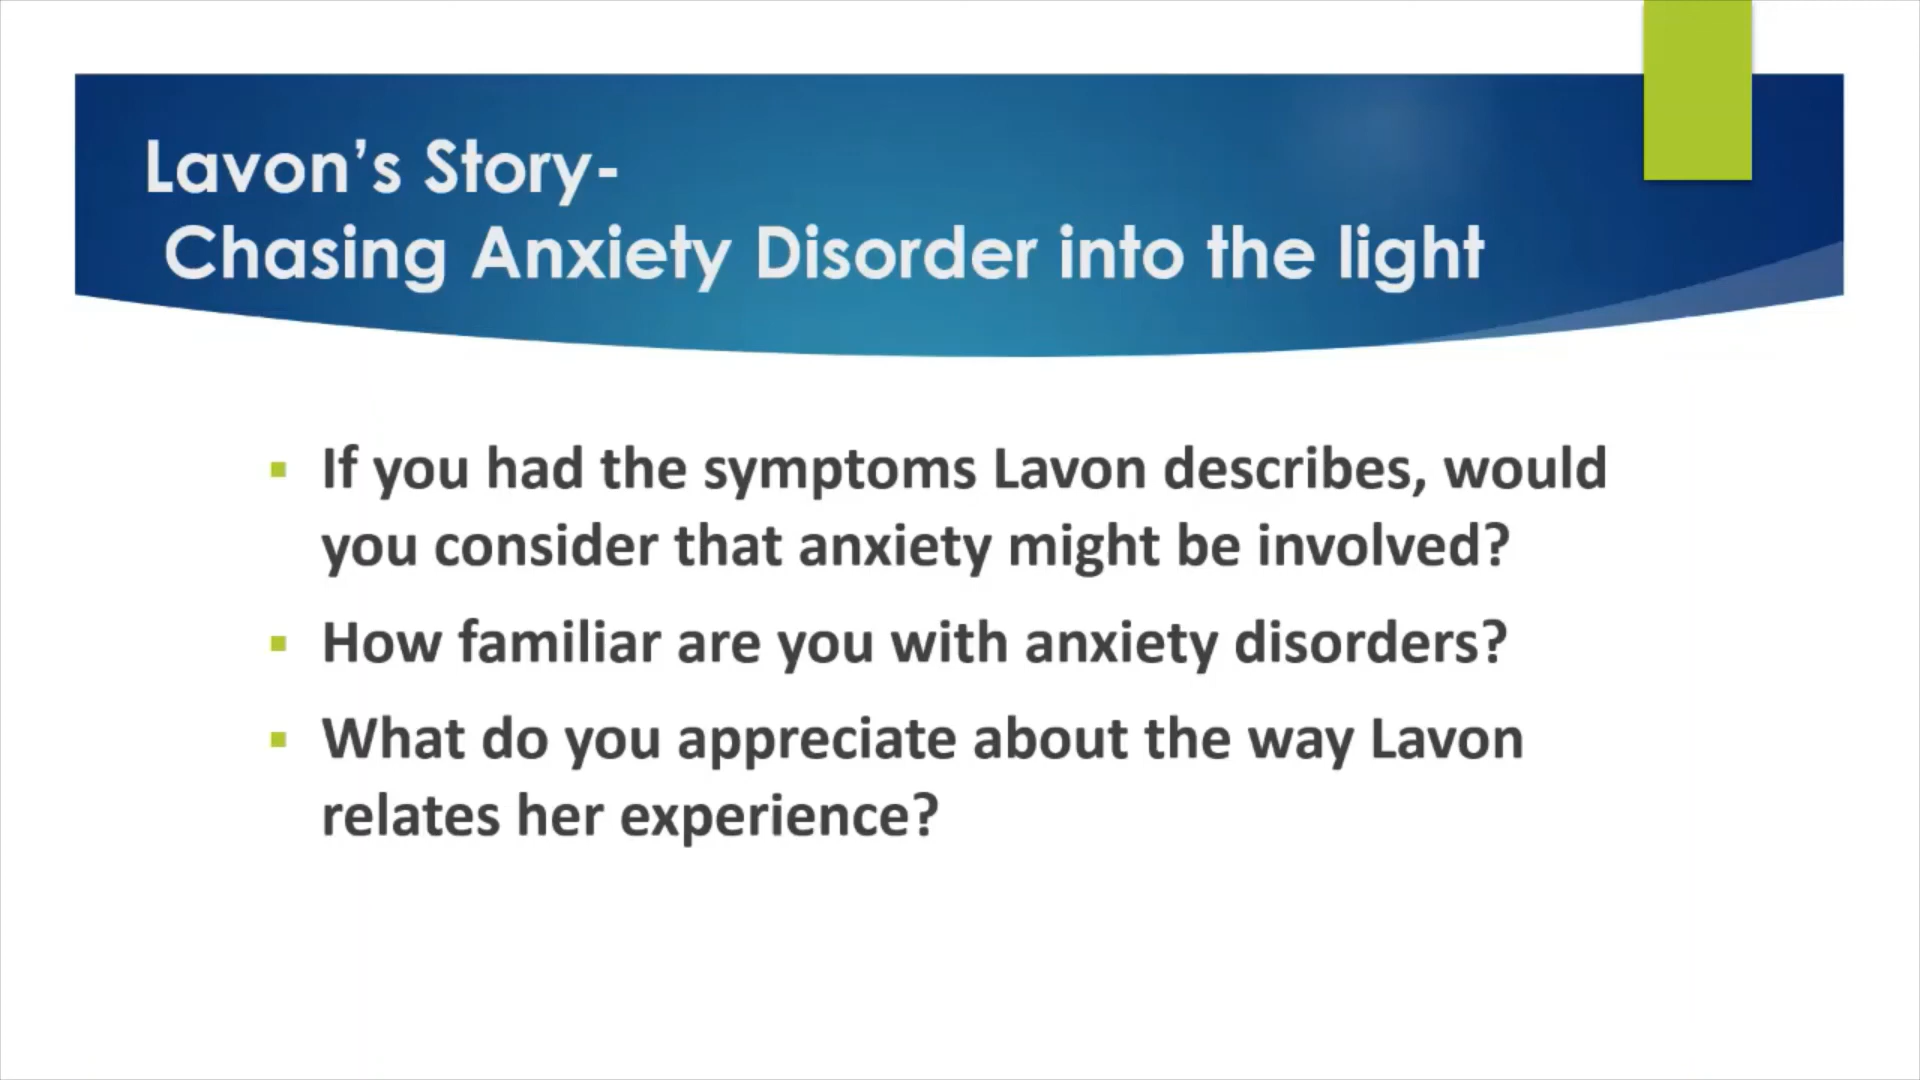 Lavon's Story-
Chasing Anxiety Disorder into the light
▪ If you had the symptoms Lavon describes, would
you consider that anxiety might be involved?
▪ How familiar are you with anxiety disorders?
▪ What do you appreciate about the way Lavon
relates her experience?